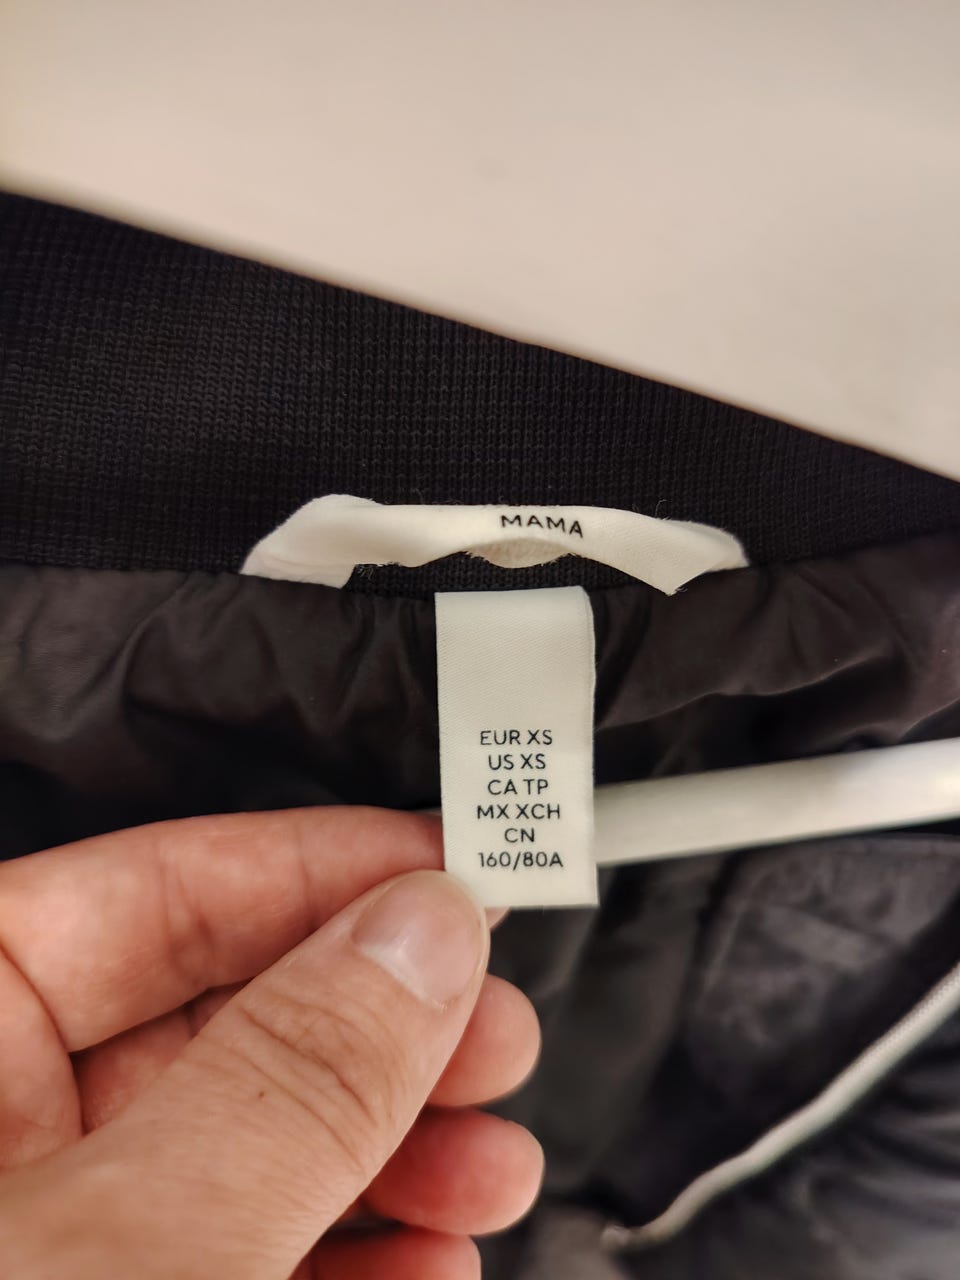 MAMA
EUR XS
US XS
CA TP
MX XCH
CN
160/80A